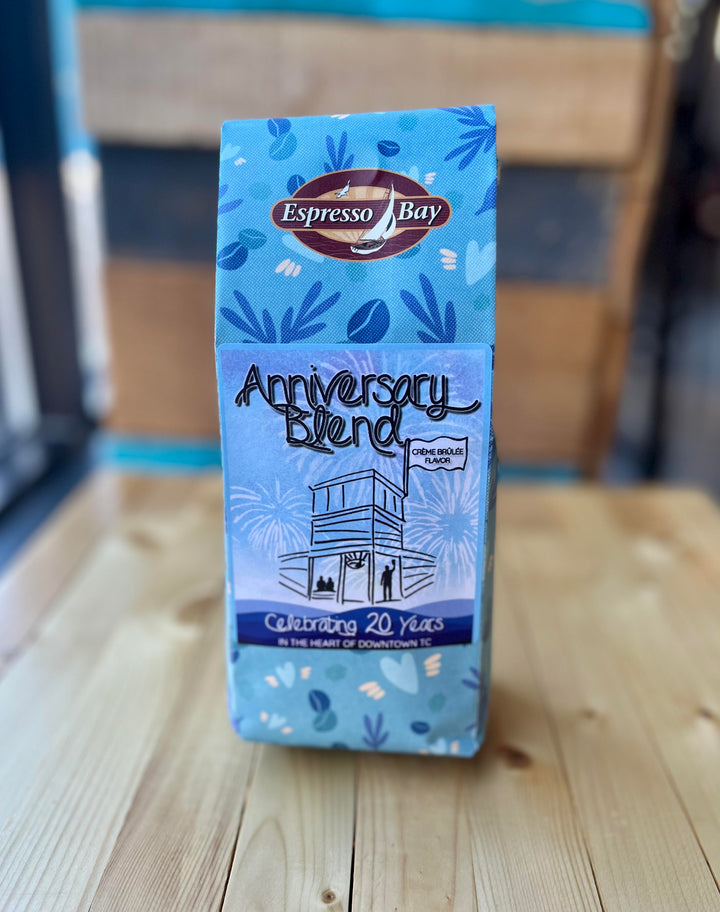 Espresso Bay
Anniversary
Blend
CRÈME BRÛLÉE
FLAVOR
Celebrating 20 Years
IN THE HEART OF DOWNTOWN TC